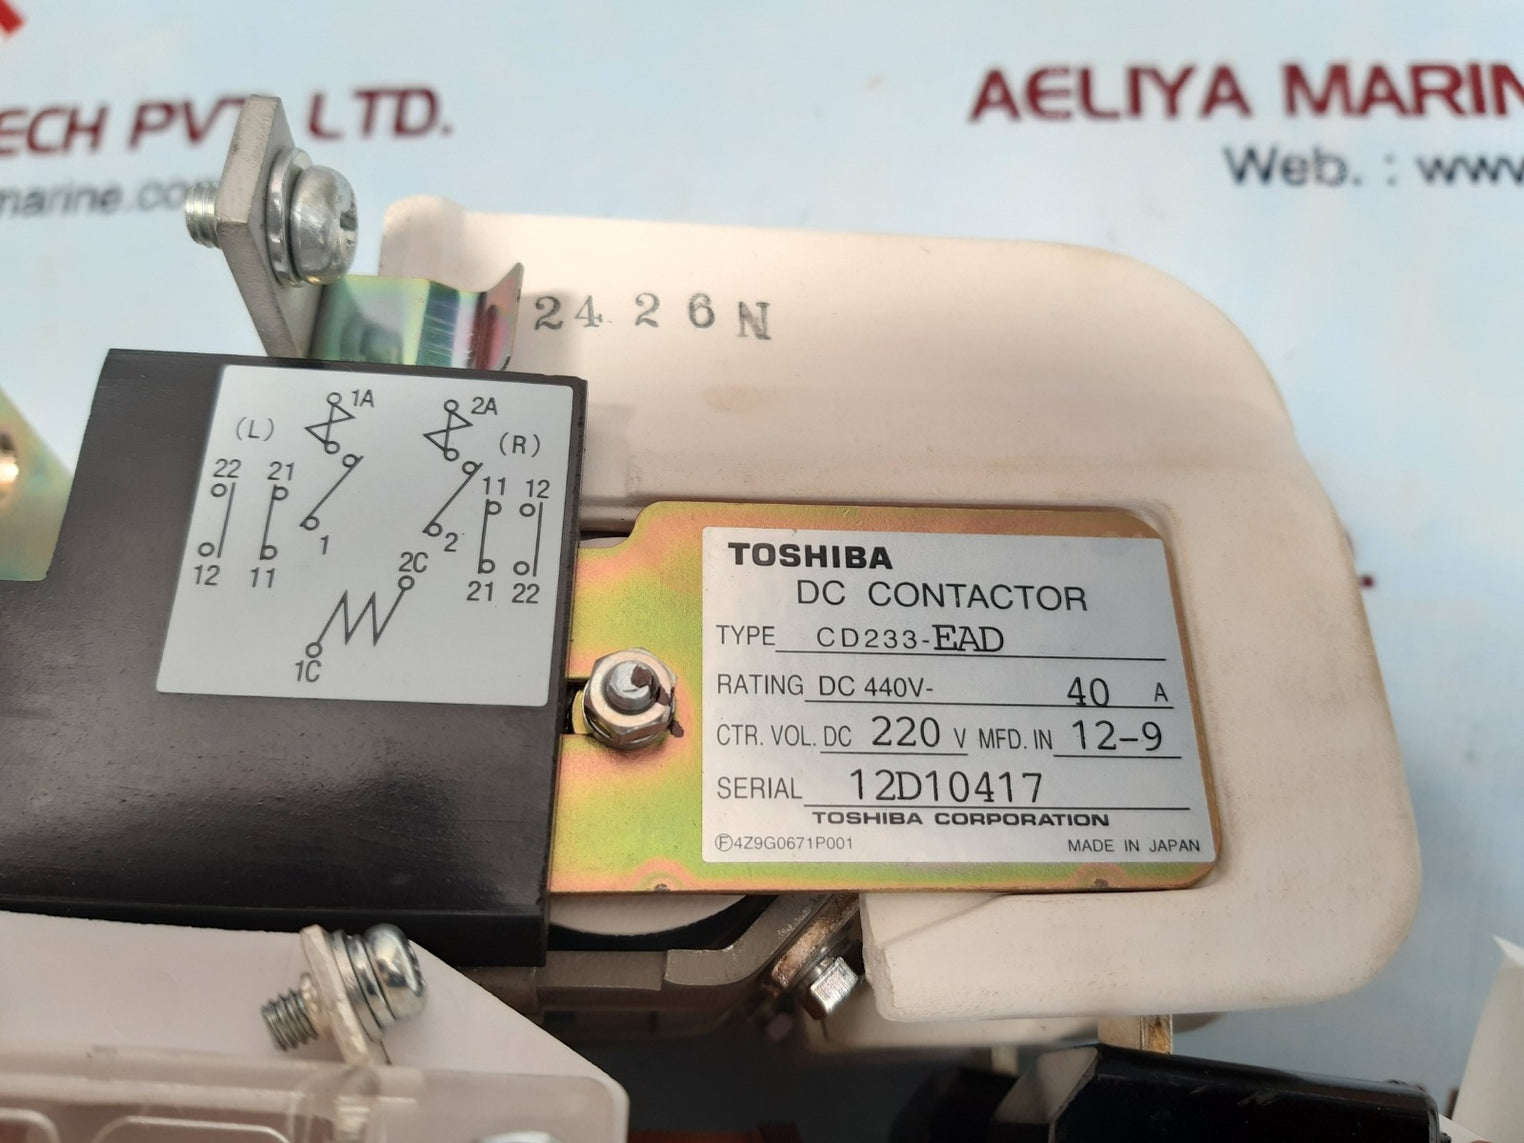 ECH PVT. LTD.
marine.co
AELIYA MARIN
Web. : www
2426N
1A 2A
(L) (R)
22 21 11 12
1 2
12 11 21 22
2C
1C
TOSHIBA
DC CONTACTOR
TYPE CD233-EAD
RATING DC 440V- 40 A
CTR. VOL. DC 220 V MFD. IN 12-9
SERIAL 12D10417
TOSHIBA CORPORATION
Ⓕ4Z9G0671P001 MADE IN JAPAN